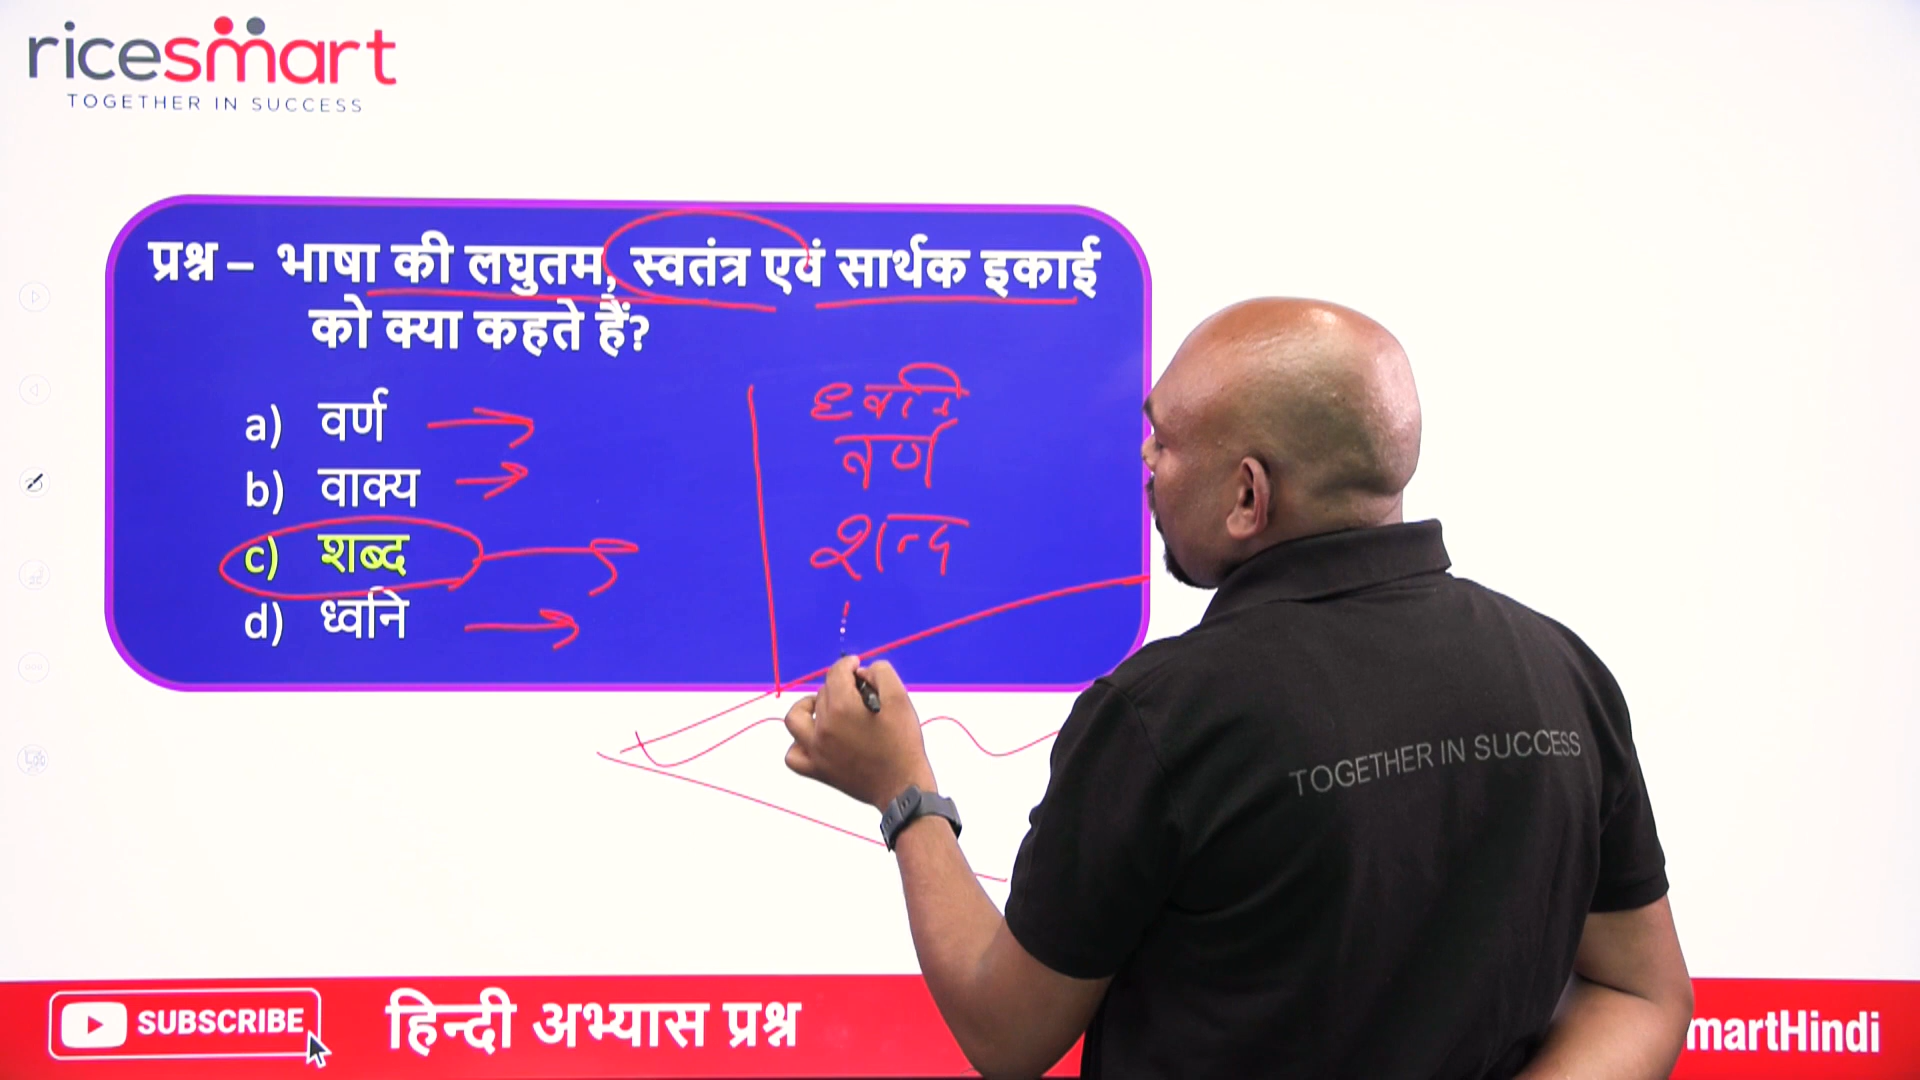 ricesmart
TOGETHER IN SUCCESS
प्रश्न – भाषा की लघुतम, स्वतंत्र एवं सार्थक इकाई
को क्या कहते हैं?
a) वर्ण
b) वाक्य
c) शब्द
d) ध्वनि
ध्वनि
वर्ण
शब्द
TOGETHER IN SUCCESS
SUBSCRIBE
हिन्दी अभ्यास प्रश्न
martHindi